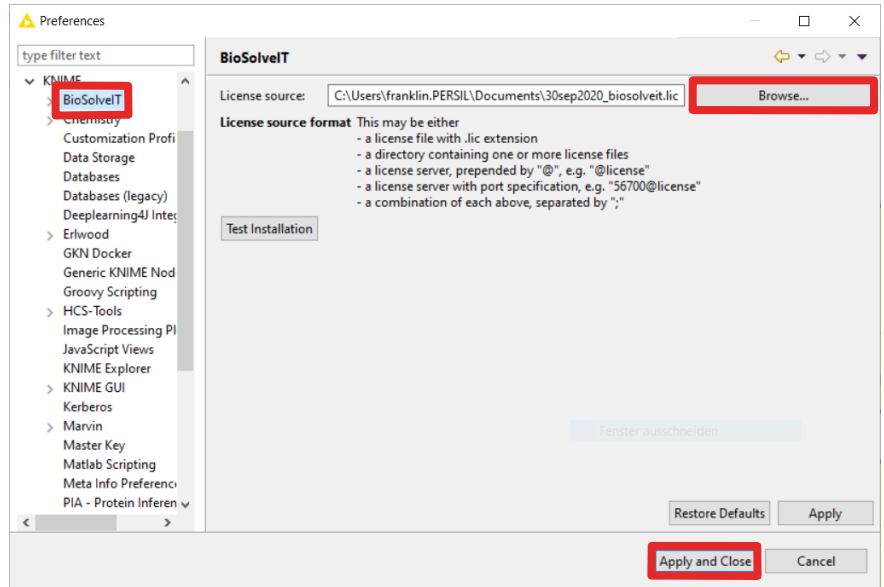 Preferences
type filter text
KNIME
BioSolveIT
Chemistry
Customization Profi
Data Storage
Databases
Databases (legacy)
Deeplearning4J Integ
Erlwood
GKN Docker
Generic KNIME Nod
Groovy Scripting
HCS-Tools
Image Processing Pl
JavaScript Views
KNIME Explorer
KNIME GUI
Kerberos
Marvin
Master Key
Matlab Scripting
Meta Info Preference
PIA - Protein Inferen
BioSolveIT
License source: C:\Users\franklin.PERSIL\Documents\30sep2020_biosolveit.lic Browse...
License source format This may be either
- a license file with .lic extension
- a directory containing one or more license files
- a license server, prepended by "@", e.g. "@license"
- a license server with port specification, e.g. "56700@license"
- a combination of each above, separated by ";"
Test Installation
Fenster ausschneiden
Restore Defaults Apply
Apply and Close Cancel